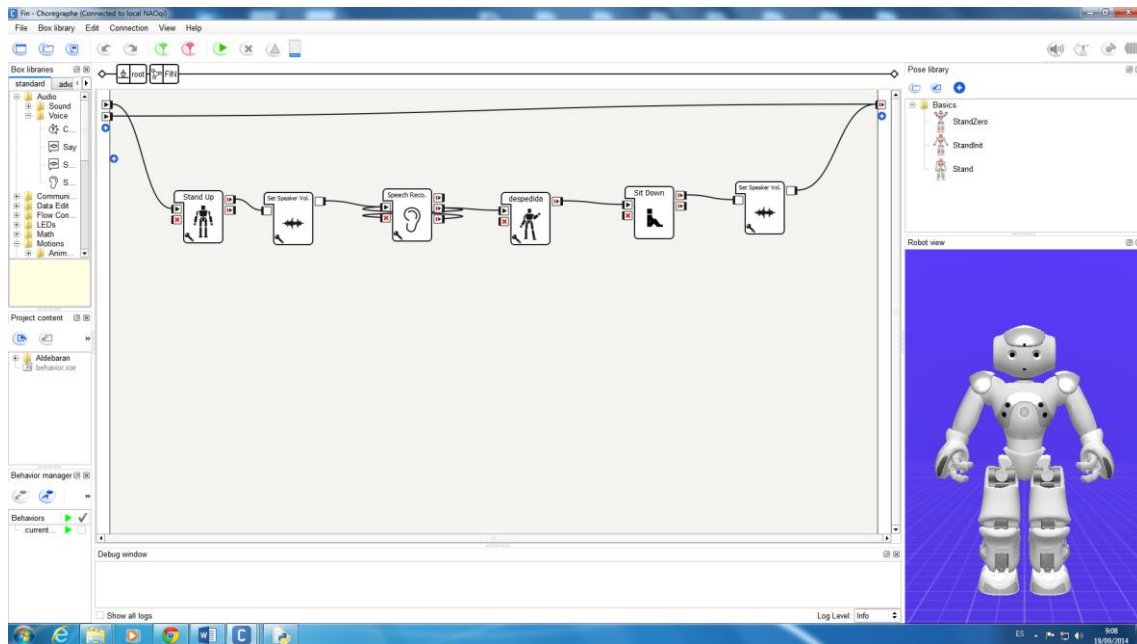 Fin - Choregraphe (Connected to local NAOqi)
File Box library Edit Connection View Help
Box libraries
standard
adv
Audio
Sound
Voice
C...
Say
S...
S...
Communi...
Data Edit
Flow Con...
LEDs
Math
Motions
Anim...
Project content
Aldebaran
behavior.xar
Behavior manager
Behaviors
.current...
root
FIN
Stand Up
Set Speaker Vol.
Speech Reco.
despedida
Sit Down
Set Speaker Vol.
Debug window
Show all logs
Log Level: Info
Pose library
Basics
StandZero
StandInit
Stand
Robot view
ES
9:08
19/09/2014